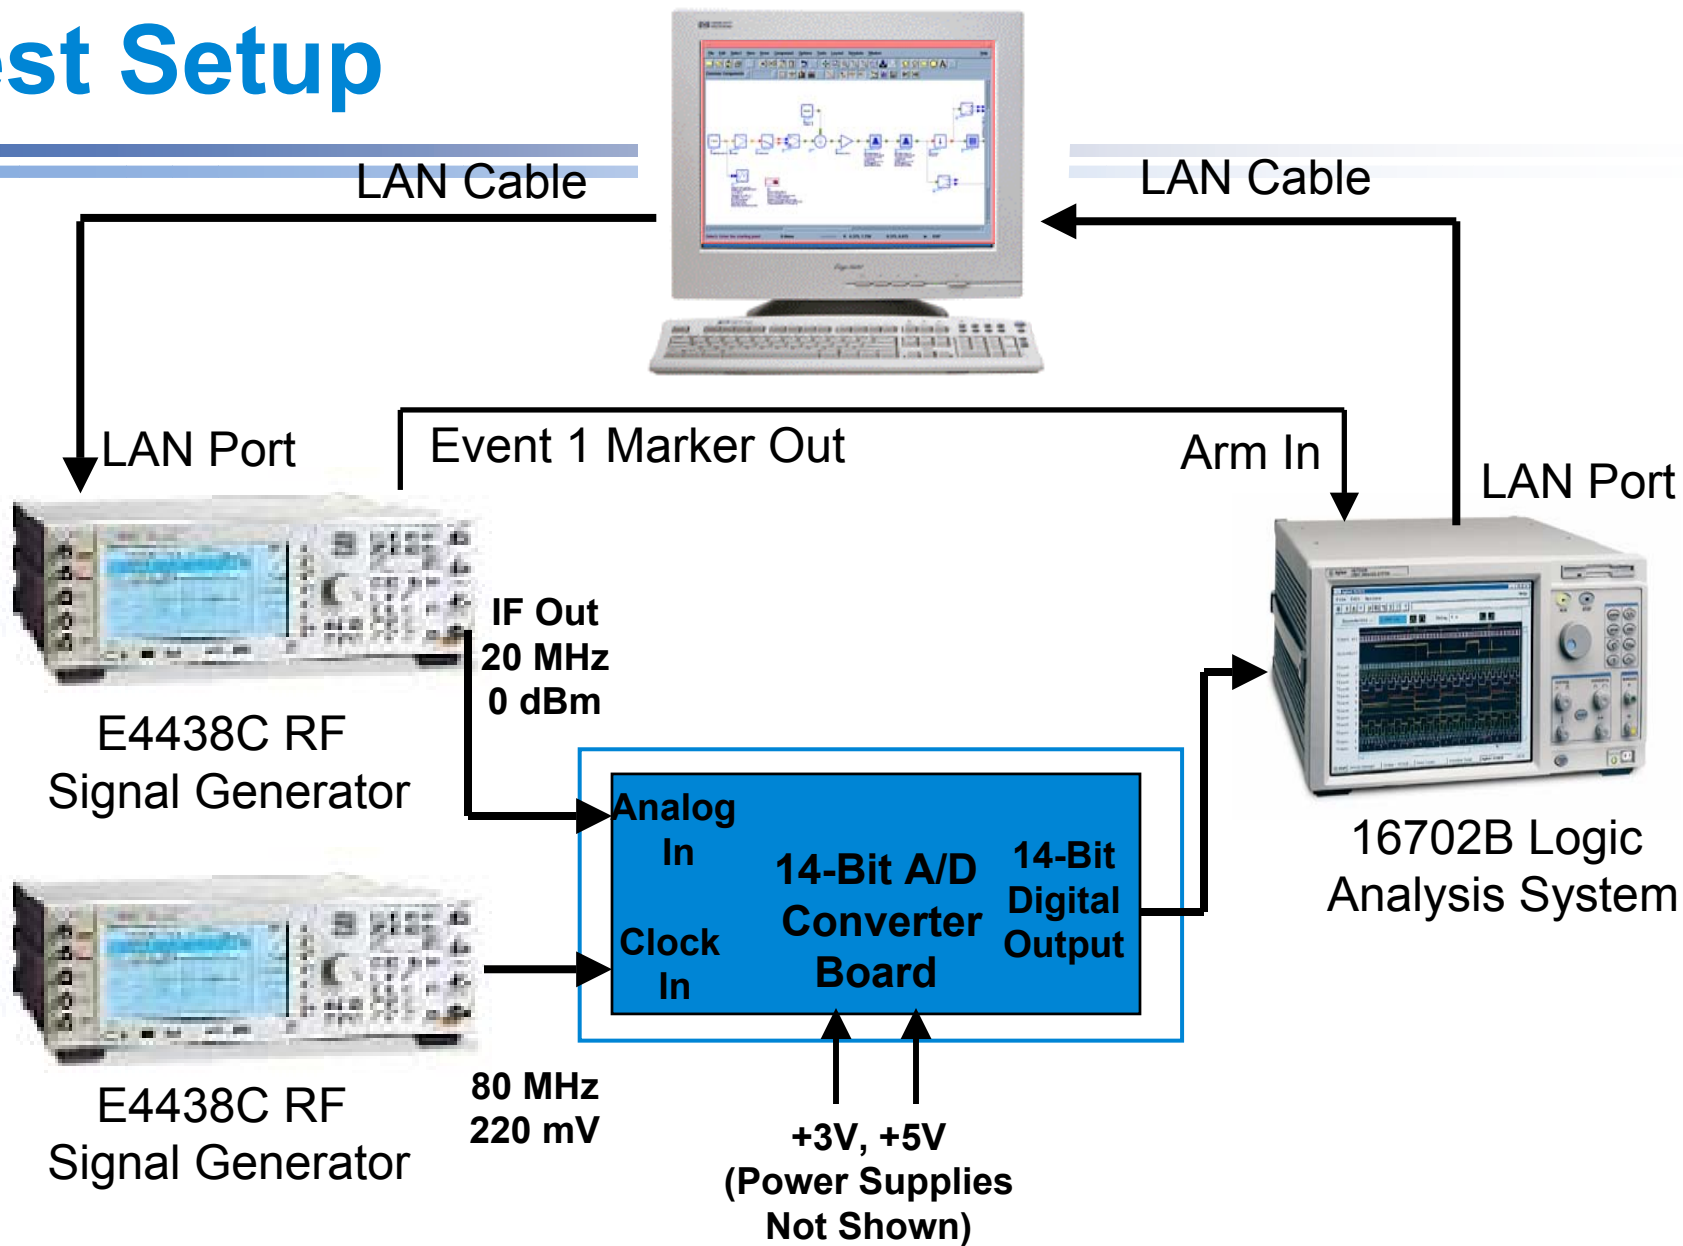 est Setup
LAN Cable
LAN Cable
LAN Port
Event 1 Marker Out
Arm In
LAN Port
IF Out
20 MHz
0 dBm
E4438C RF
Signal Generator
Analog
In
Clock
In
14-Bit A/D
Converter
Board
14-Bit
Digital
Output
16702B Logic
Analysis System
E4438C RF
Signal Generator
80 MHz
220 mV
+3V, +5V
(Power Supplies
Not Shown)